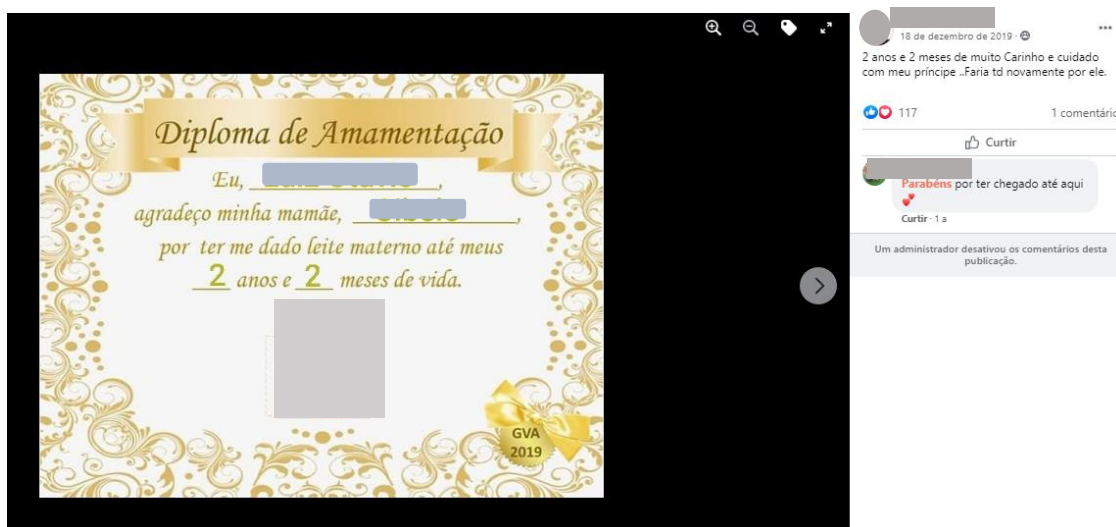 Diploma de Amamentação
Eu, ,
agradeço minha mamãe, ,
por ter me dado leite materno até meus
2 anos e 2 meses de vida.
GVA
2019
18 de dezembro de 2019 ·
2 anos e 2 meses de muito Carinho e cuidado
com meu príncipe ..Faria td novamente por ele.
117 1 comentário
Curtir
Parabéns por ter chegado até aqui
💕
Curtir · 1 a
Um administrador desativou os comentários desta
publicação.